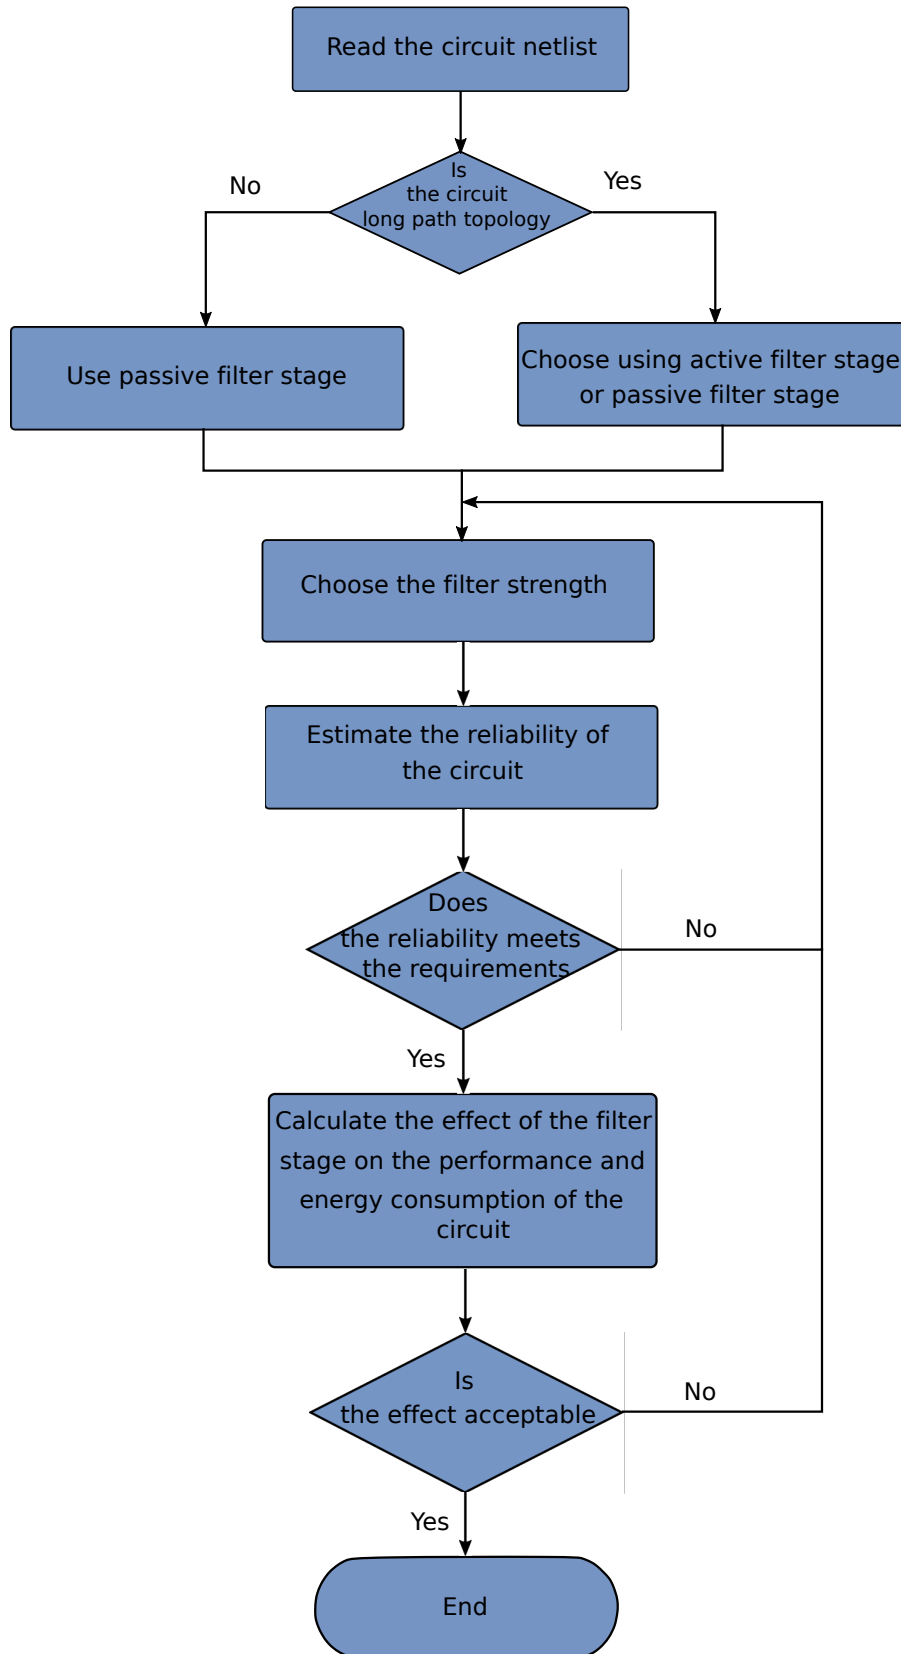 Read the circuit netlist
Is
the circuit
long path topology
No
Yes
Use passive filter stage
Choose using active filter stage
or passive filter stage
Choose the filter strength
Estimate the reliability of
the circuit
Does
the reliability meets
the requirements
No
Yes
Calculate the effect of the filter
stage on the performance and
energy consumption of the
circuit
Is
the effect acceptable
No
Yes
End